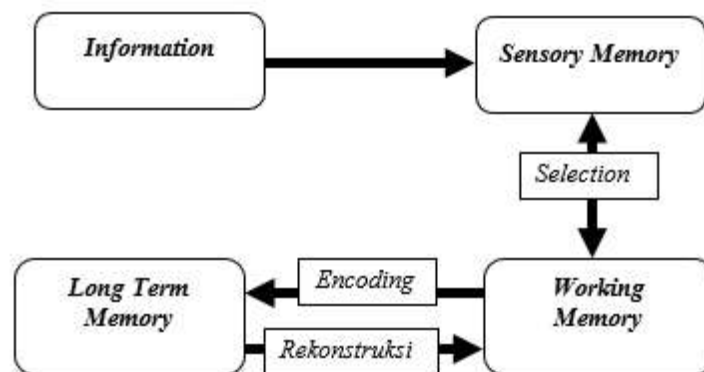 Information
Sensory Memory
Selection
Long Term
Memory
Encoding
Working
Memory
Rekonstruksi